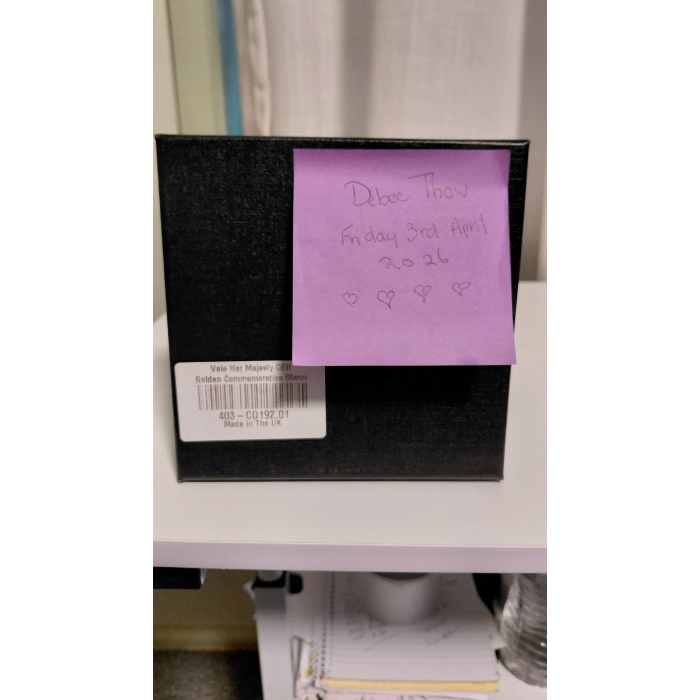 Debee Thow
Friday 3rd April
2026
Vale Her Majesty QEII
Golden Commemorative 65mm
403-C0192.01
Made in The UK